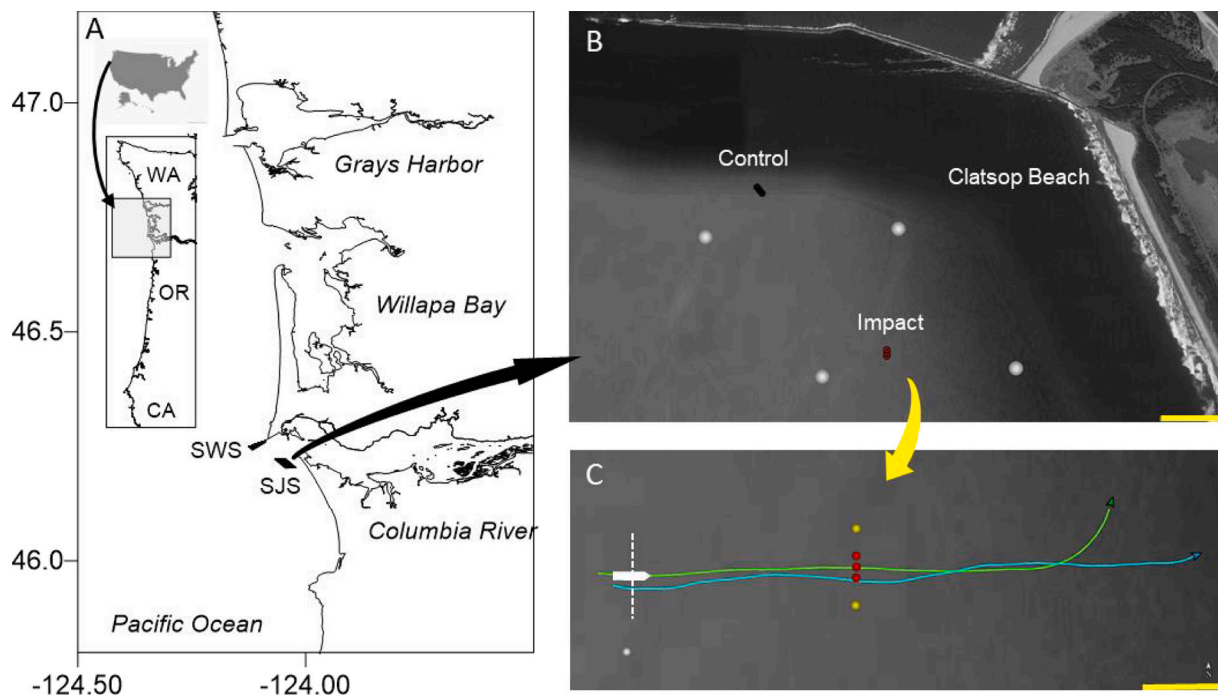 A
47.0
Grays Harbor
WA
OR
CA
46.5
Willapa Bay
SWS
SJS
Columbia River
46.0
Pacific Ocean
-124.50
-124.00
B
Control
Clatsop Beach
Impact
C
N